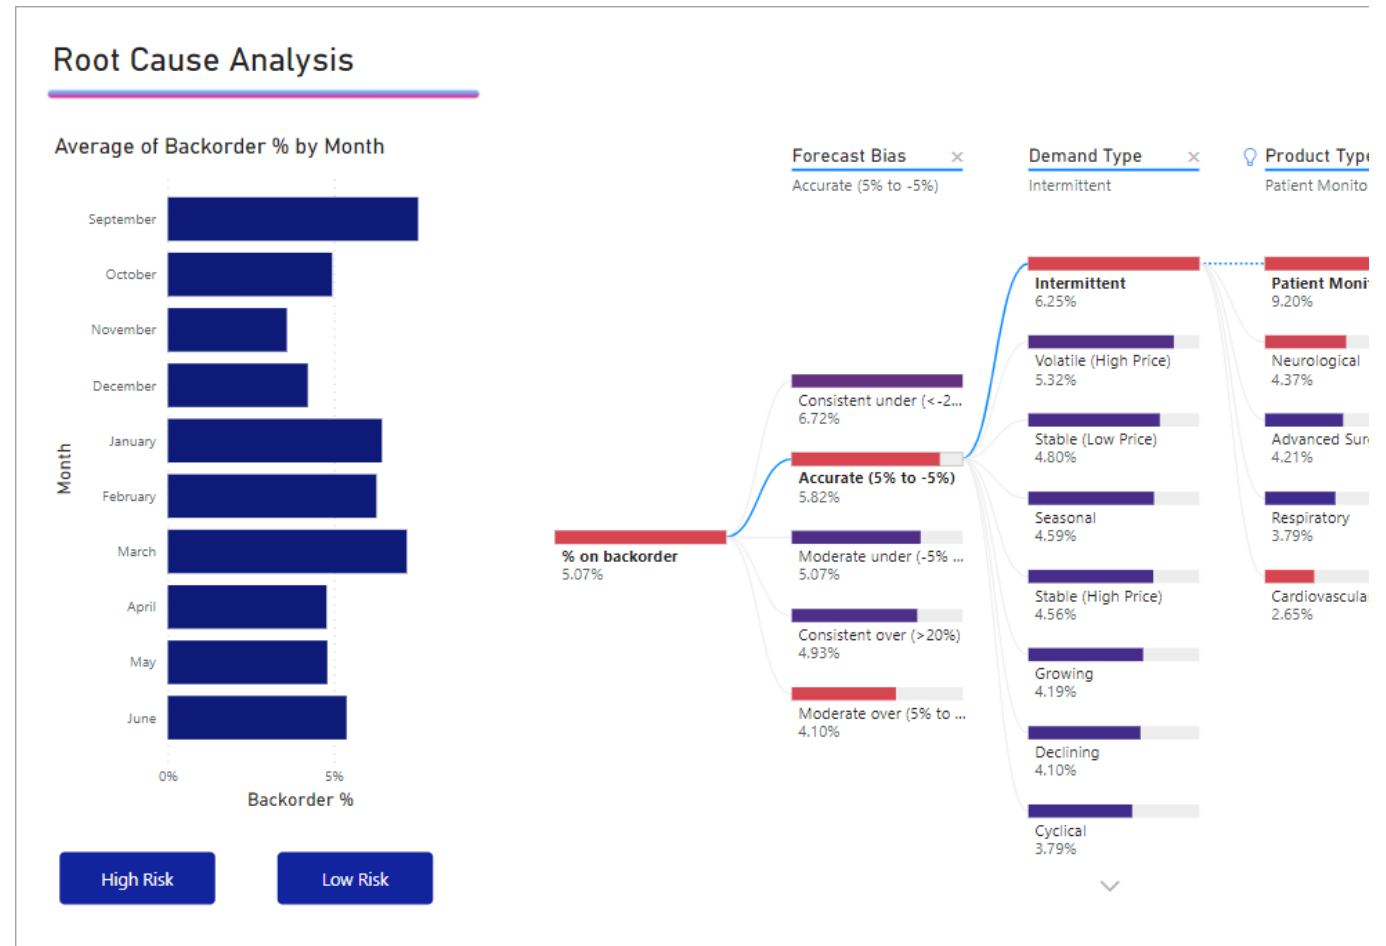 Root Cause Analysis
Average of Backorder % by Month
Month
September
October
November
December
January
February
March
April
May
June
0% 5%
Backorder %
High Risk
Low Risk
% on backorder
5.07%
Forecast Bias ×
Accurate (5% to -5%)
Consistent under (<-2...
6.72%
Accurate (5% to -5%)
5.82%
Moderate under (-5% ...
5.07%
Consistent over (>20%)
4.93%
Moderate over (5% to ...
4.10%
Demand Type ×
Intermittent
Intermittent
6.25%
Volatile (High Price)
5.32%
Stable (Low Price)
4.80%
Seasonal
4.59%
Stable (High Price)
4.56%
Growing
4.19%
Declining
4.10%
Cyclical
3.79%
Product Type
Patient Monito
Patient Monit
9.20%
Neurological
4.37%
Advanced Sur
4.21%
Respiratory
3.79%
Cardiovascula
2.65%